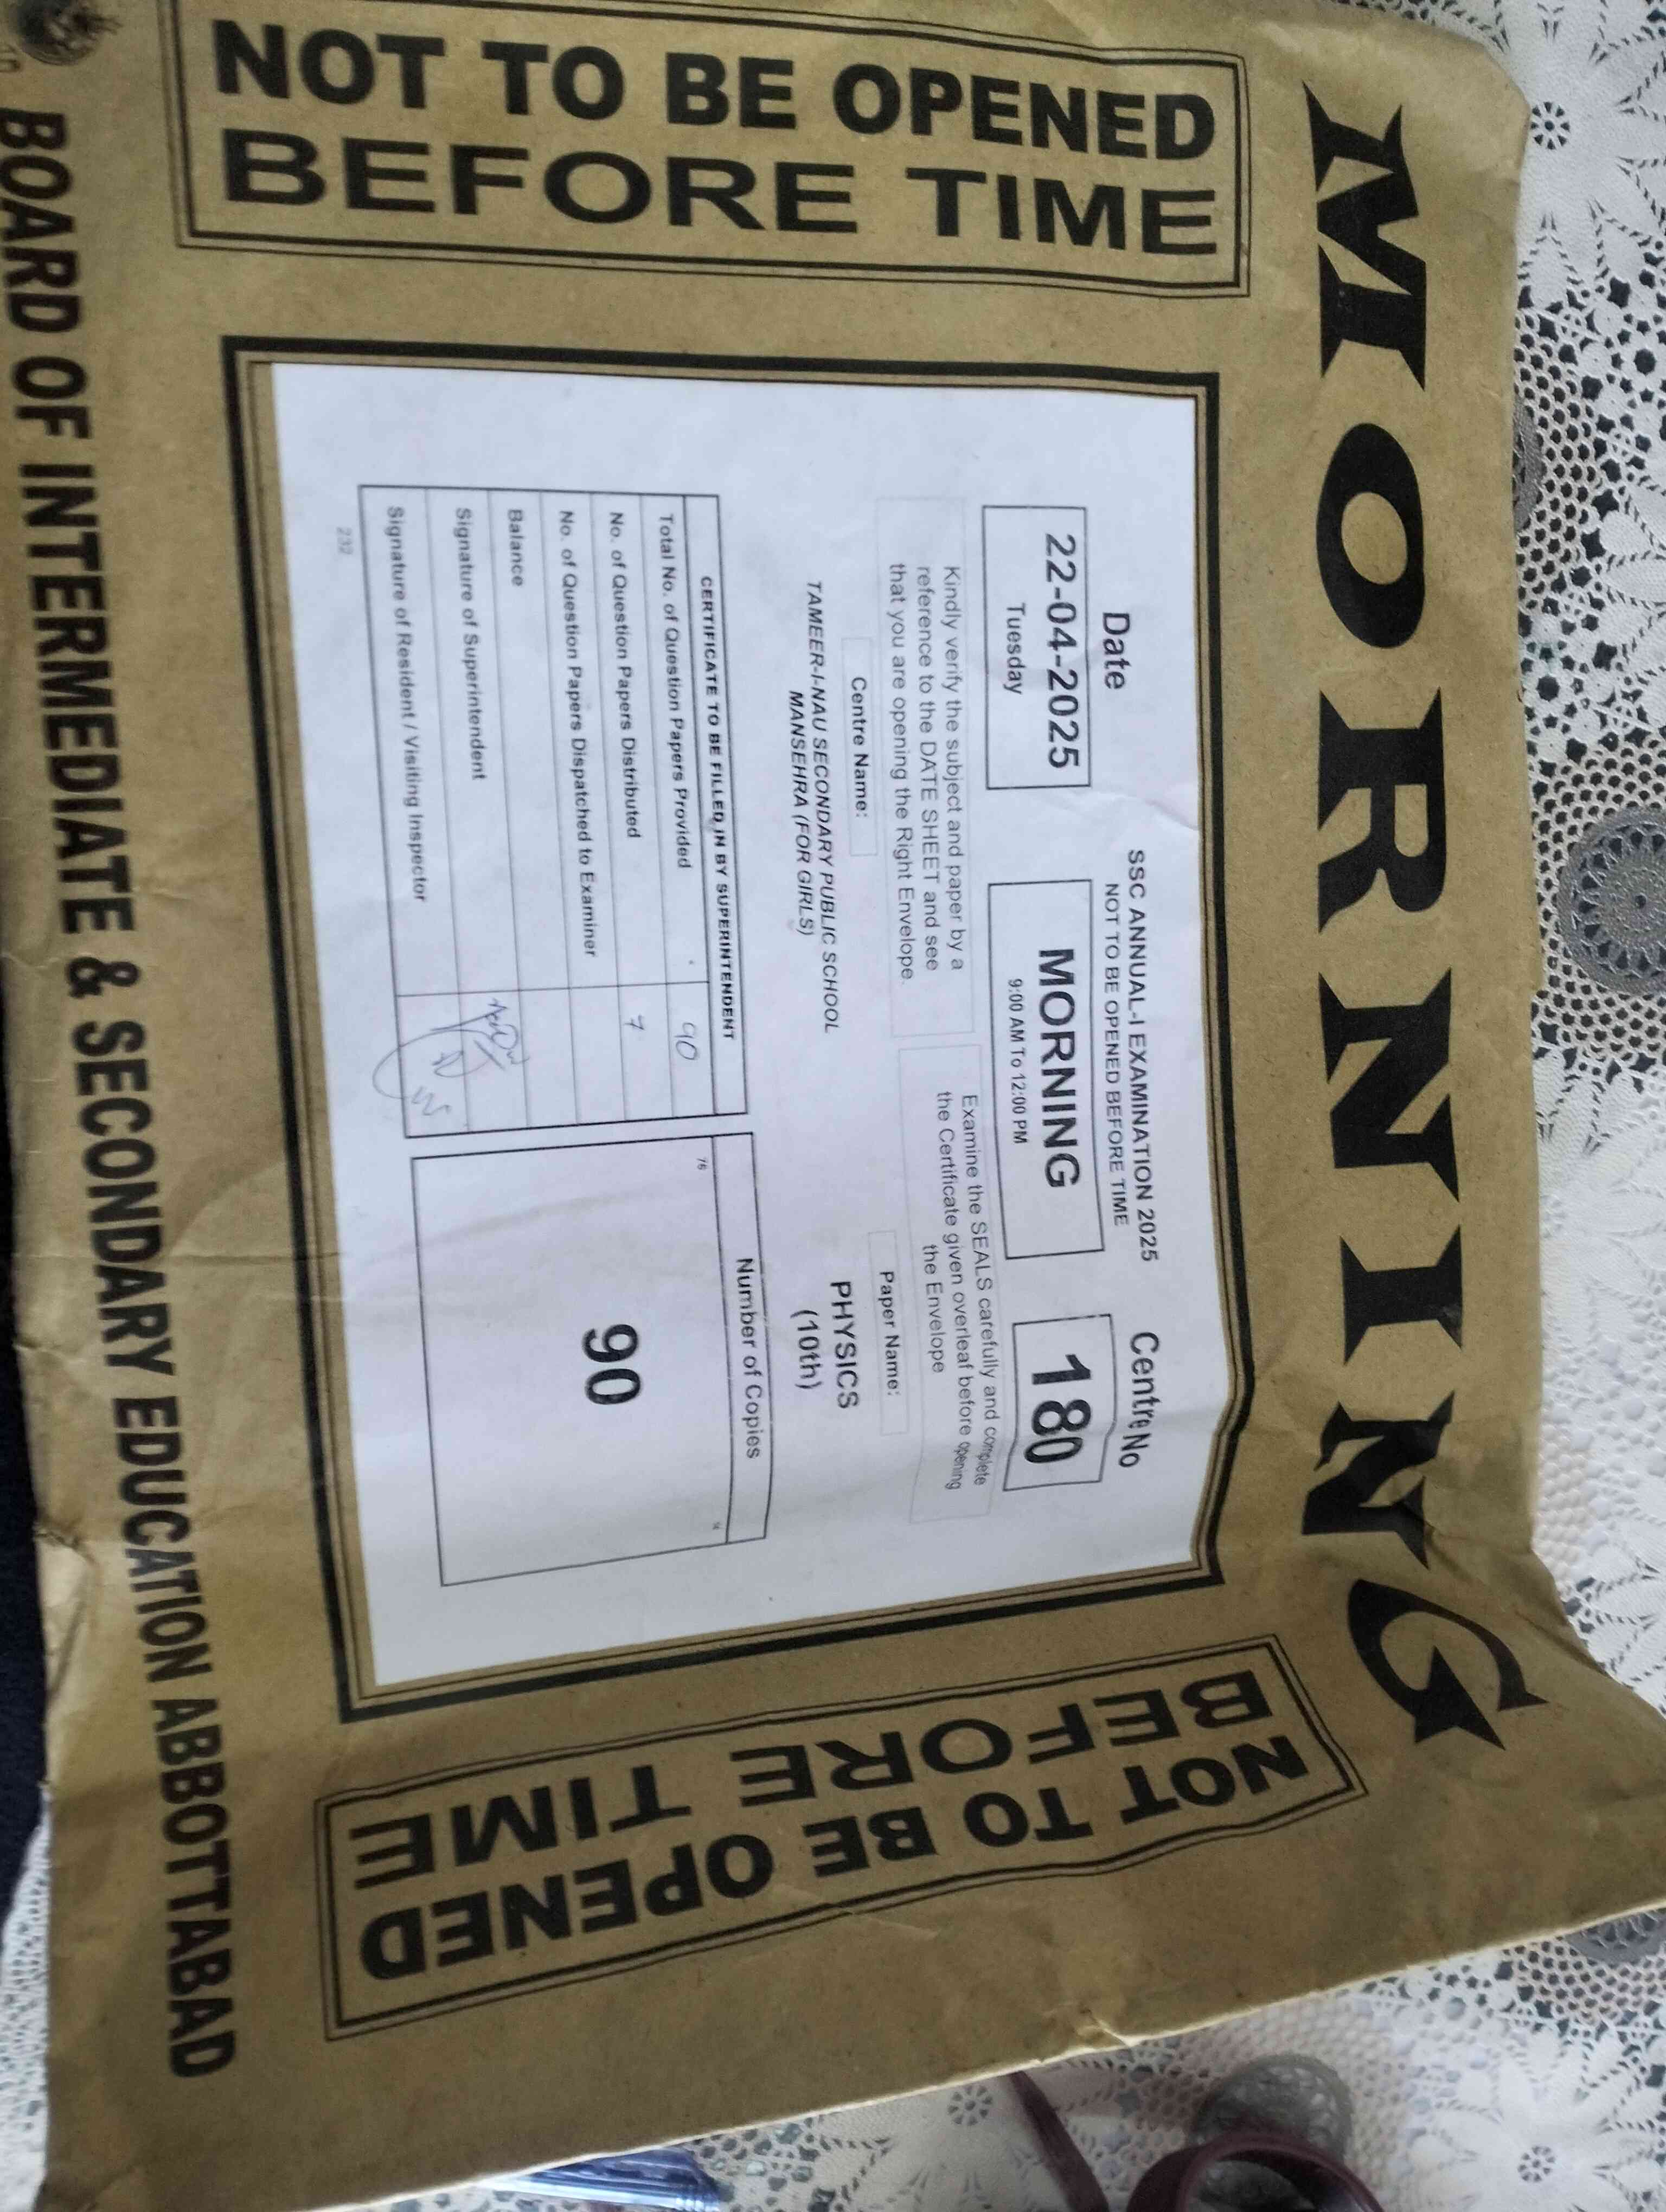 MORNING
NOT TO BE OPENED
BEFORE TIME
SSC ANNUAL-I EXAMINATION 2025
NOT TO BE OPENED BEFORE TIME
Date
22-04-2025
Tuesday
MORNING
9:00 AM To 12:00 PM
Centre No
180
Kindly verify the subject and paper by a
reference to the DATE SHEET and see
that you are opening the Right Envelope.
Examine the SEALS carefully and complete
the Certificate given overleaf before opening
the Envelope
Centre Name:
TAMEER-I-NAU SECONDARY PUBLIC SCHOOL
MANSEHRA (FOR GIRLS)
Paper Name:
PHYSICS
(10th)
CERTIFICATE TO BE FILLED IN BY SUPERINTENDENT
Total No. of Question Papers Provided 90
No. of Question Papers Distributed 7
No. of Question Papers Dispatched to Examiner
Balance
Signature of Superintendent
Signature of Resident / Visiting Inspector
232
Number of Copies
76
90
NOT TO BE OPENED
BEFORE TIME
BOARD OF INTERMEDIATE & SECONDARY EDUCATION ABBOTTABAD